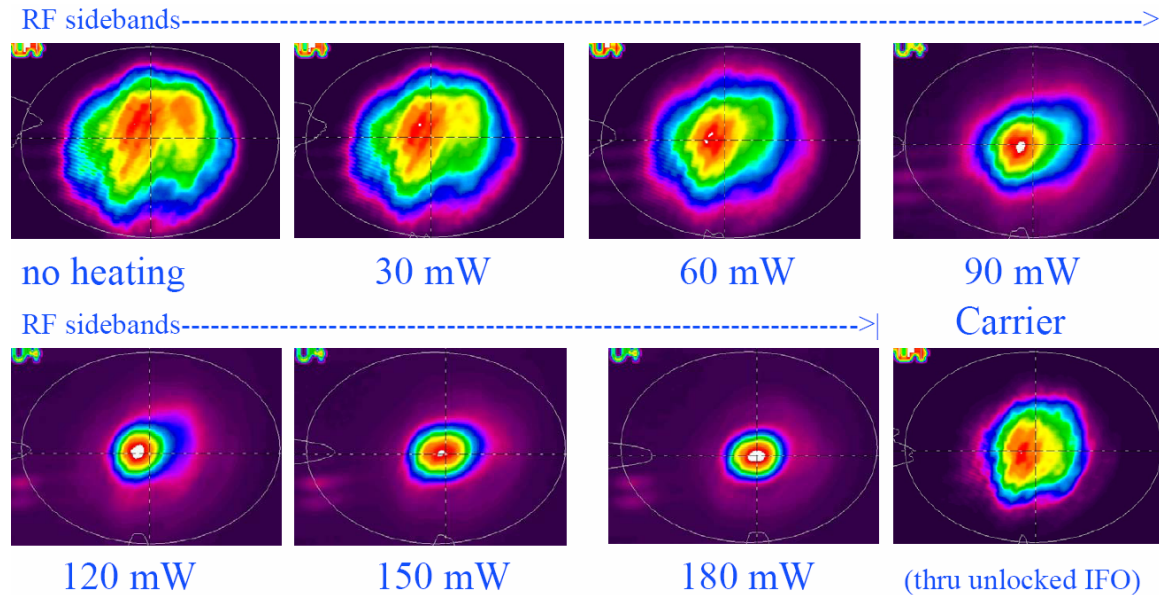 RF sidebands------------------------------------------------------------------------------------------------>
no heating 30 mW 60 mW 90 mW
RF sidebands-------------------------------------------------------------------->| Carrier
120 mW 150 mW 180 mW (thru unlocked IFO)